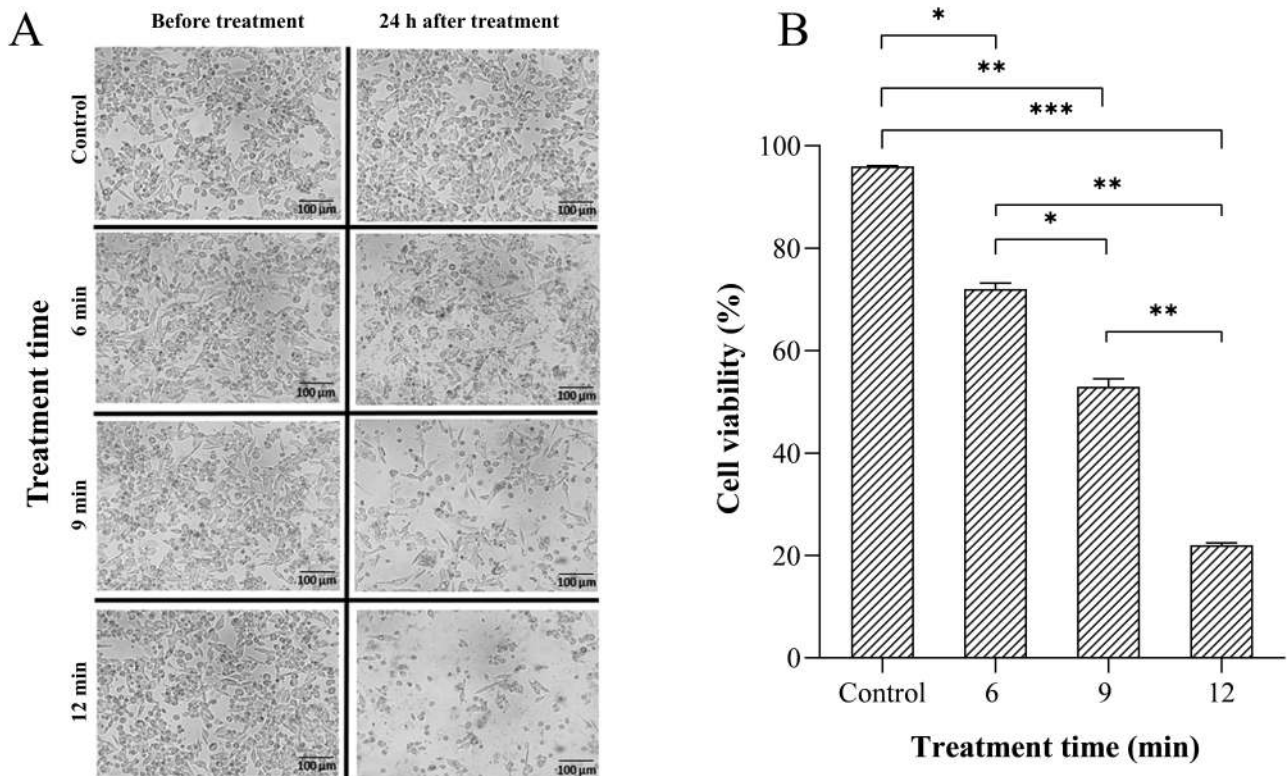 A
Before treatment
24 h after treatment
Treatment time
Control
100 µm
100 µm
6 min
100 µm
100 µm
9 min
100 µm
100 µm
12 min
100 µm
100 µm
B
*
**
***
**
*
**
Cell viability (%)
100
80
60
40
20
0
Control 6 9 12
Treatment time (min)